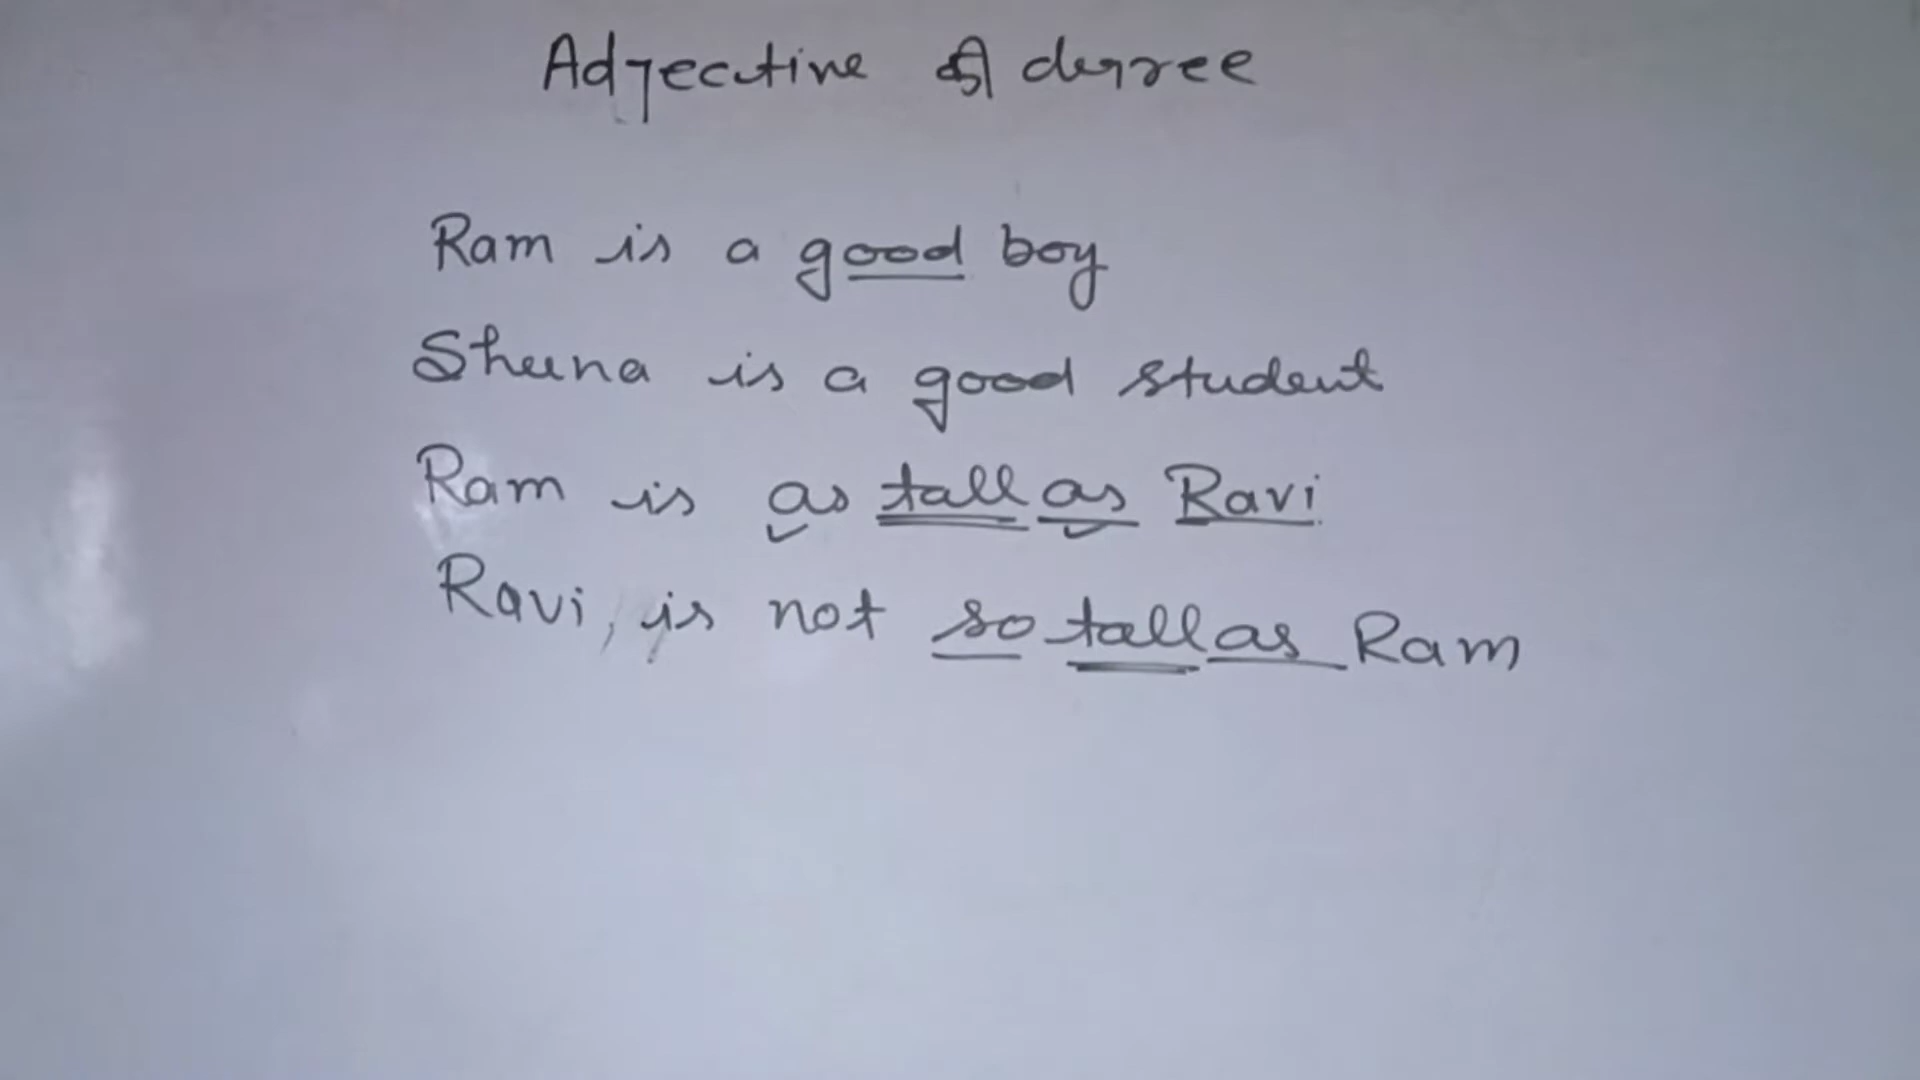 Adjective की degree
Ram is a good boy
Sheena is a good student
Ram is as tall as Ravi
Ravi, is not so tall as Ram